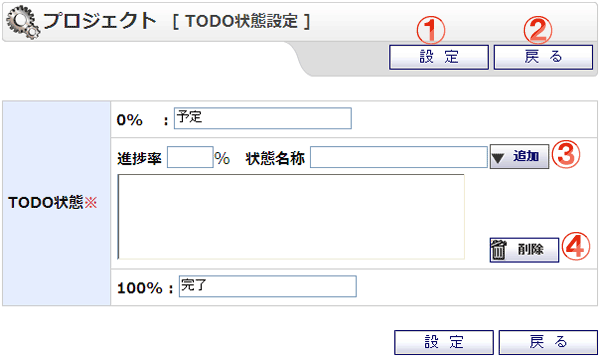 プロジェクト [ TODO状態設定 ]
① ②
設 定 戻 る
0% : 予定
進捗率 % 状態名称 追加 ③
TODO状態※
削除 ④
100% : 完了
設 定 戻 る